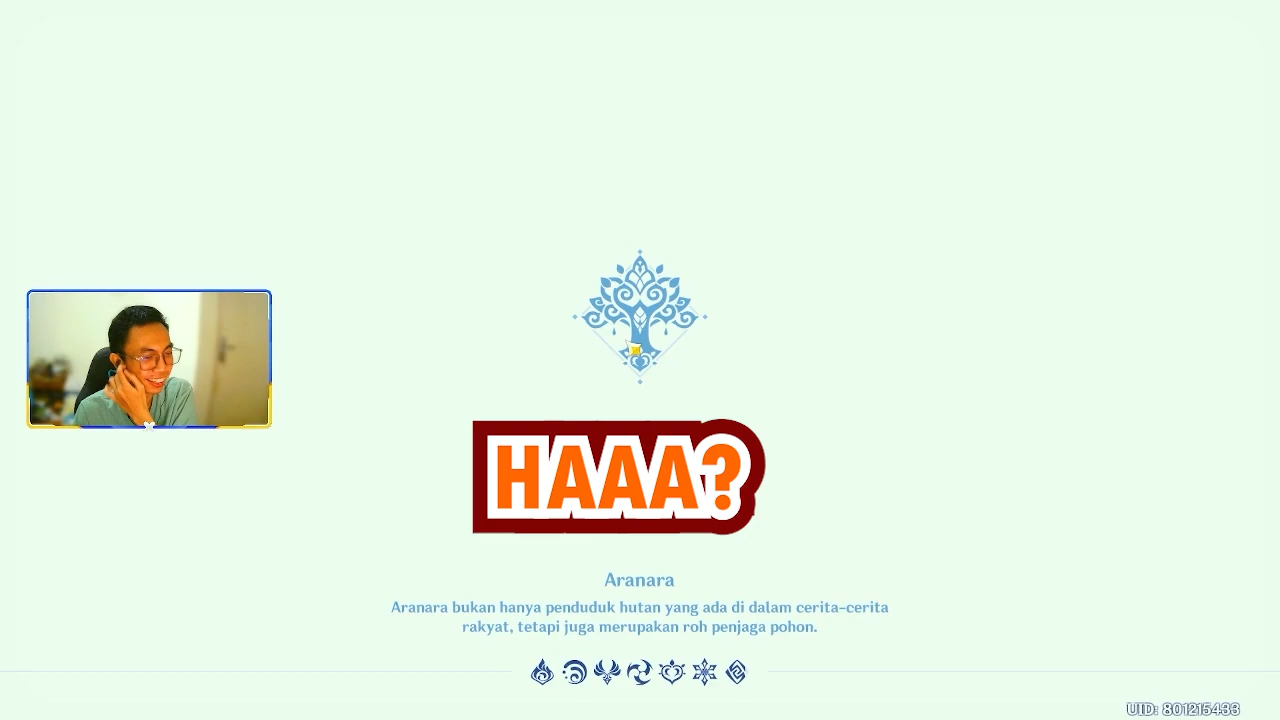 HAAA?
Aranara
Aranara bukan hanya penduduk hutan yang ada di dalam cerita-cerita
rakyat, tetapi juga merupakan roh penjaga pohon.
UID: 801215433